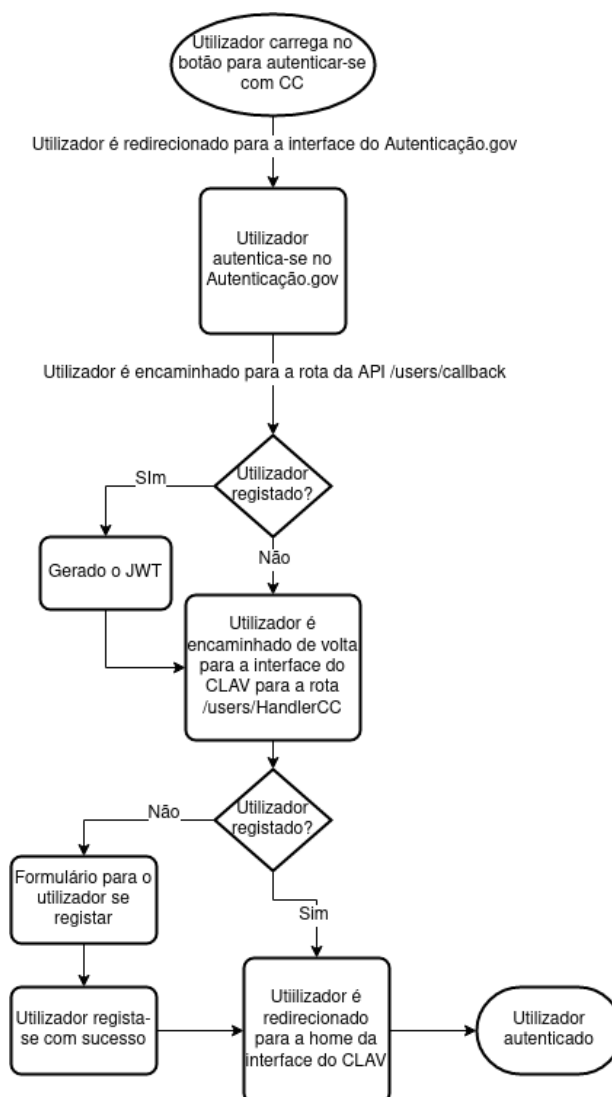 Utilizador carrega no
botão para autenticar-se
com CC
Utilizador é redirecionado para a interface do Autenticação.gov
Utilizador
autentica-se no
Autenticação.gov
Utilizador é encaminhado para a rota da API /users/callback
Utilizador
registado?
SIm
Não
Gerado o JWT
Utilizador é
encaminhado de volta
para a interface do
CLAV para a rota
/users/HandlerCC
Utilizador
registado?
Não
Sim
Formulário para o
utilizador se
registar
Utilizador regista-
se com sucesso
Utiilizador é
redirecionado
para a home da
interface do CLAV
Utilizador
autenticado